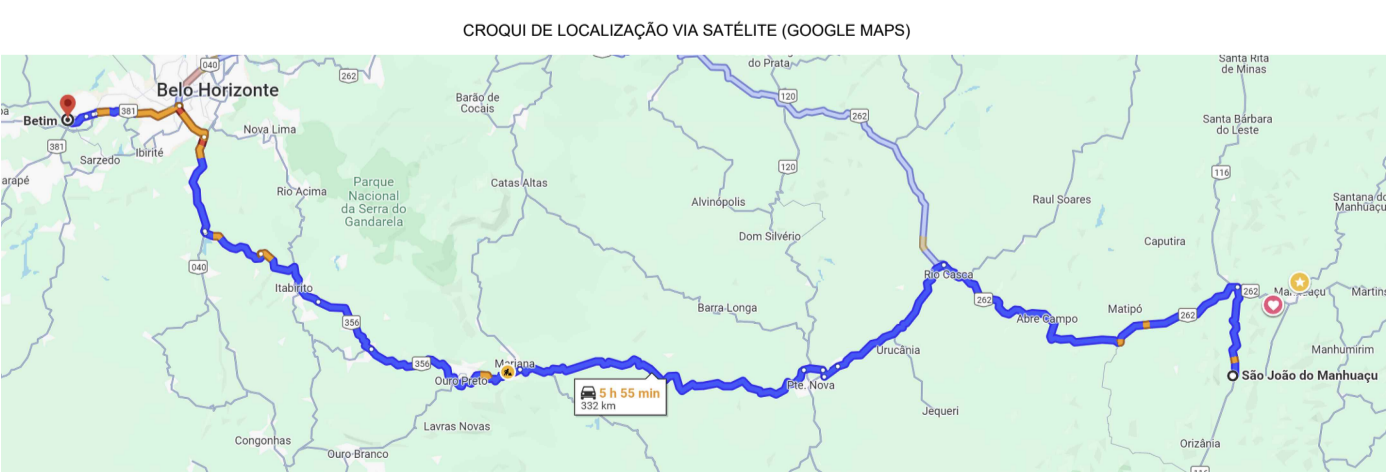 CROQUI DE LOCALIZAÇÃO VIA SATÉLITE (GOOGLE MAPS)
040
262
do Prata
Santa Rita
de Minas
Belo Horizonte
Barão de
Cocais
120
262
Betim
381
Nova Lima
Santa Bárbara
do Leste
381
Ibirité
Sarzedo
120
116
arapé
Rio Acima
Parque
Nacional
da Serra do
Gandarela
Catas Altas
Alvinópolis
Raul Soares
Santana do
Manhuaçu
Dom Silvério
Caputira
040
Rio Casca
Itabirito
262
262
Barra Longa
Matipó
262
Martins
356
Abre Campo
Urucânia
Manhumirim
356
Mariana
Ouro Preto
Pte. Nova
São João do Manhuaçu
5 h 55 min
332 km
Jequeri
Lavras Novas
Congonhas
Ouro Branco
Orizânia
116